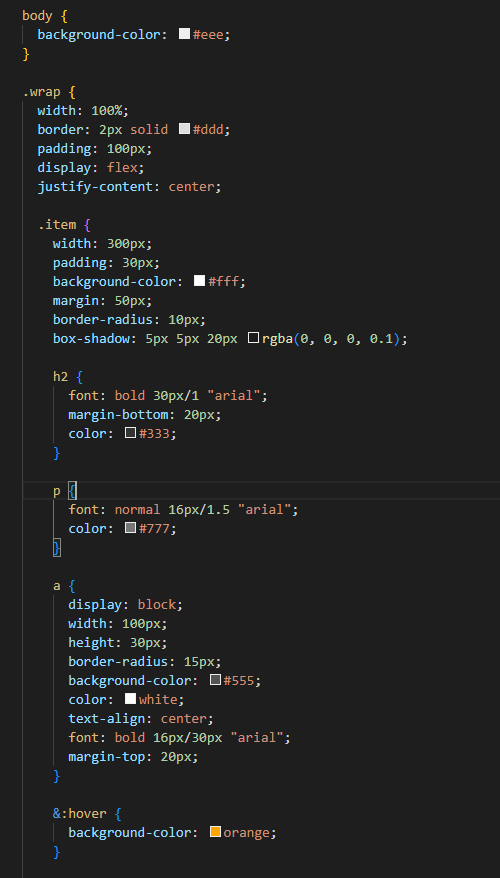 body {
  background-color: #eee;
}

.wrap {
  width: 100%;
  border: 2px solid #ddd;
  padding: 100px;
  display: flex;
  justify-content: center;

  .item {
    width: 300px;
    padding: 30px;
    background-color: #fff;
    margin: 50px;
    border-radius: 10px;
    box-shadow: 5px 5px 20px rgba(0, 0, 0, 0.1);

    h2 {
      font: bold 30px/1 "arial";
      margin-bottom: 20px;
      color: #333;
    }

    p {
      font: normal 16px/1.5 "arial";
      color: #777;
    }

    a {
      display: block;
      width: 100px;
      height: 30px;
      border-radius: 15px;
      background-color: #555;
      color: white;
      text-align: center;
      font: bold 16px/30px "arial";
      margin-top: 20px;
    }

    &:hover {
      background-color: orange;
    }